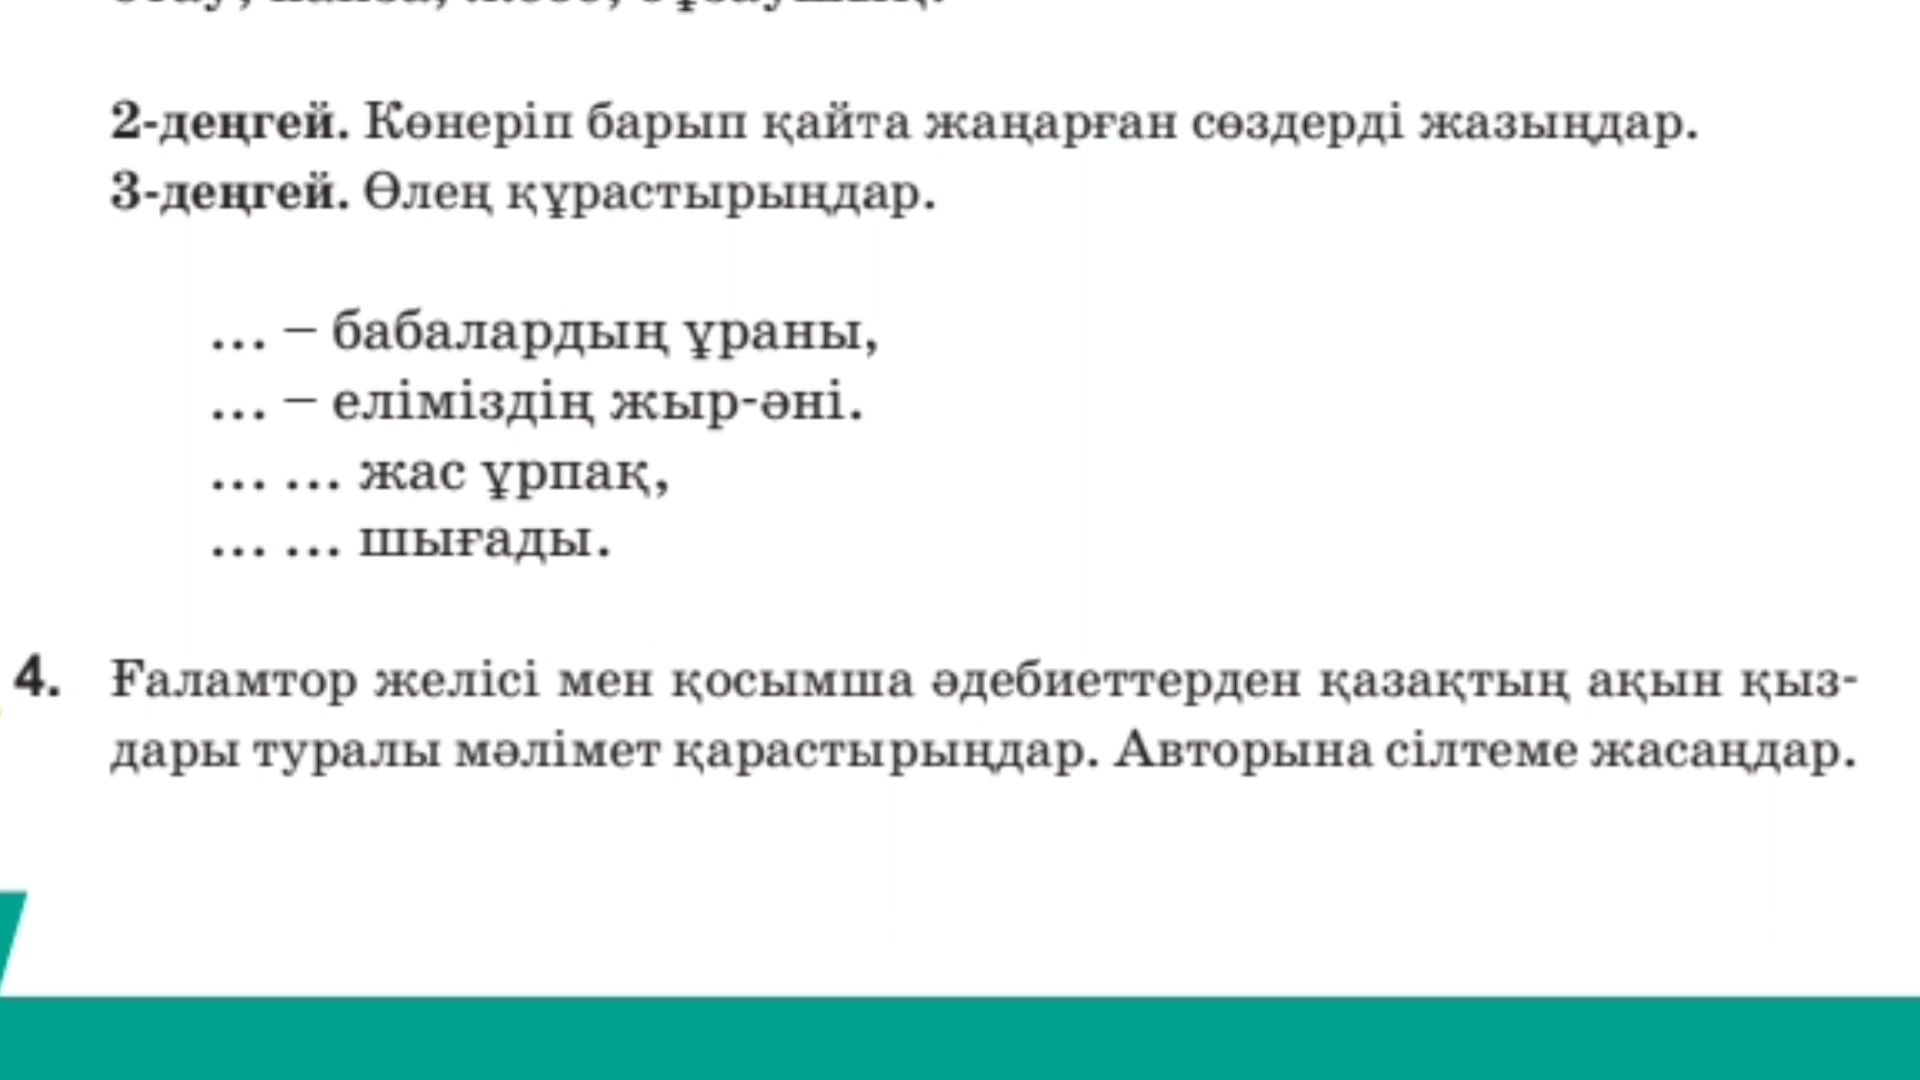 2-деңгей. Көнеріп барып қайта жаңарған сөздерді жазыңдар.
3-деңгей. Өлең құрастырыңдар.
... – бабалардың ұраны,
... – еліміздің жыр-әні.
... ... жас ұрпақ,
... ... шығады.
4. Ғаламтор желісі мен қосымша әдебиеттерден қазақтың ақын қыз-
дары туралы мәлімет қарастырыңдар. Авторына сілтеме жасаңдар.